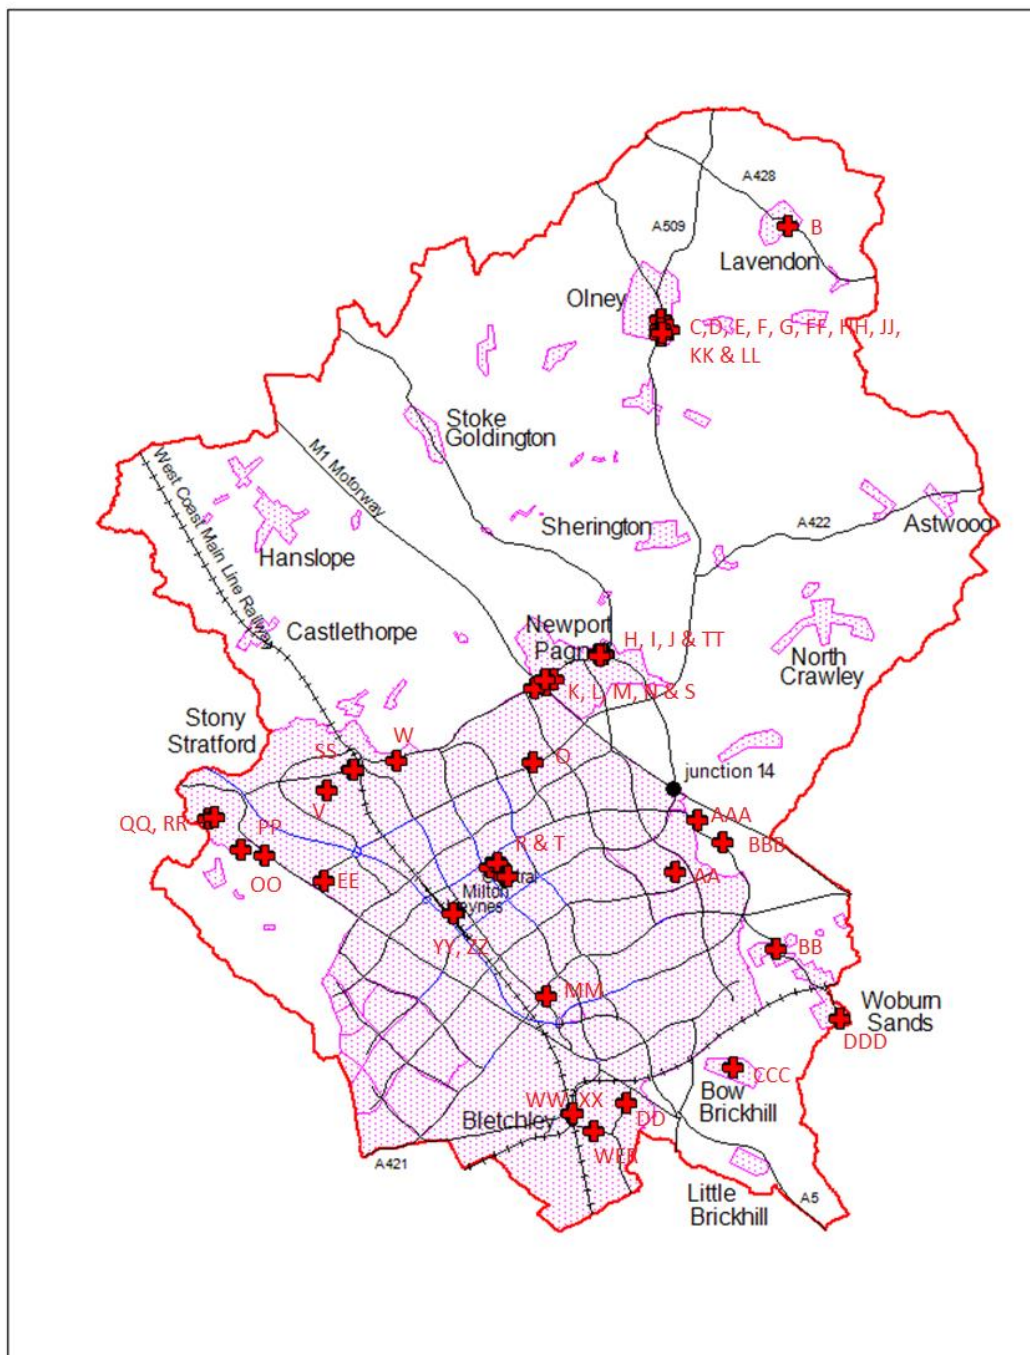 A428
B
A509
Lavendon
Olney
C,D, E, F, G, FF, HH, JJ,
KK & LL
Stoke
Goldington
M1 Motorway
West Coast Main Line Railway
Sherington
A422
Astwood
Hanslope
Castlethorpe
Newport
H, I, J & TT
North
Crawley
K, L, M, N & S
Stony
Stratford
W
SS
O
junction 14
V
AAA
QQ, RR
PP
R & T
BBB
OO
EE
AA
Milton
YY, ZZ
BB
MM
Woburn
Sands
DDD
CCC
Bow
Brickhill
WW, XX
Bletchley
DD
WER
A421
Little
Brickhill
A5